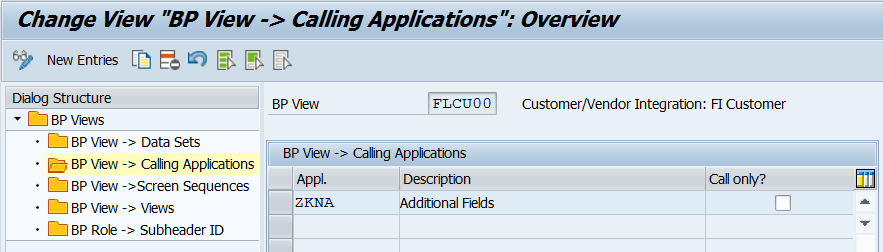 Change View "BP View -> Calling Applications": Overview
New Entries
Dialog Structure
BP Views
BP View -> Data Sets
BP View -> Calling Applications
BP View ->Screen Sequences
BP View -> Views
BP Role -> Subheader ID
BP View FLCU00 Customer/Vendor Integration: FI Customer
BP View -> Calling Applications
Appl. Description Call only?
ZKNA Additional Fields